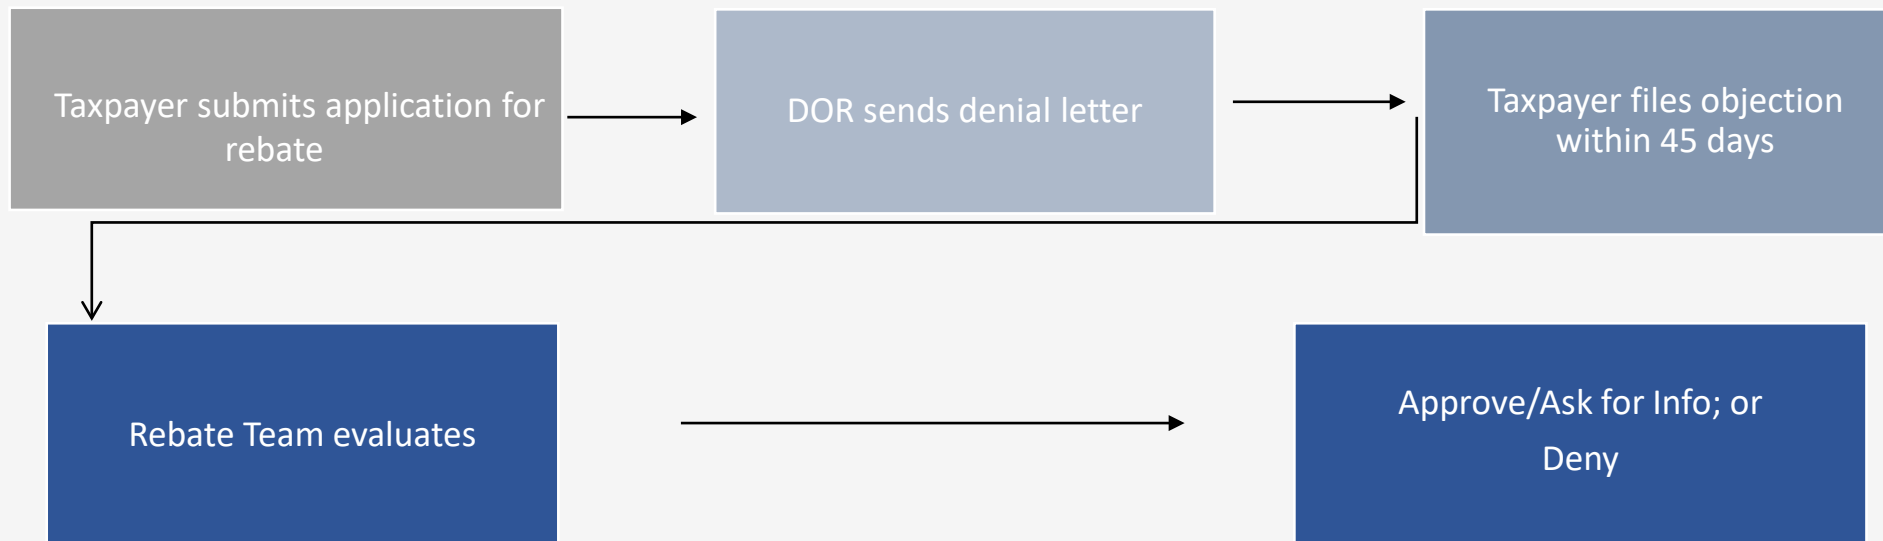 Taxpayer submits application for
rebate
DOR sends denial letter
Taxpayer files objection
within 45 days
Rebate Team evaluates
Approve/Ask for Info; or
Deny